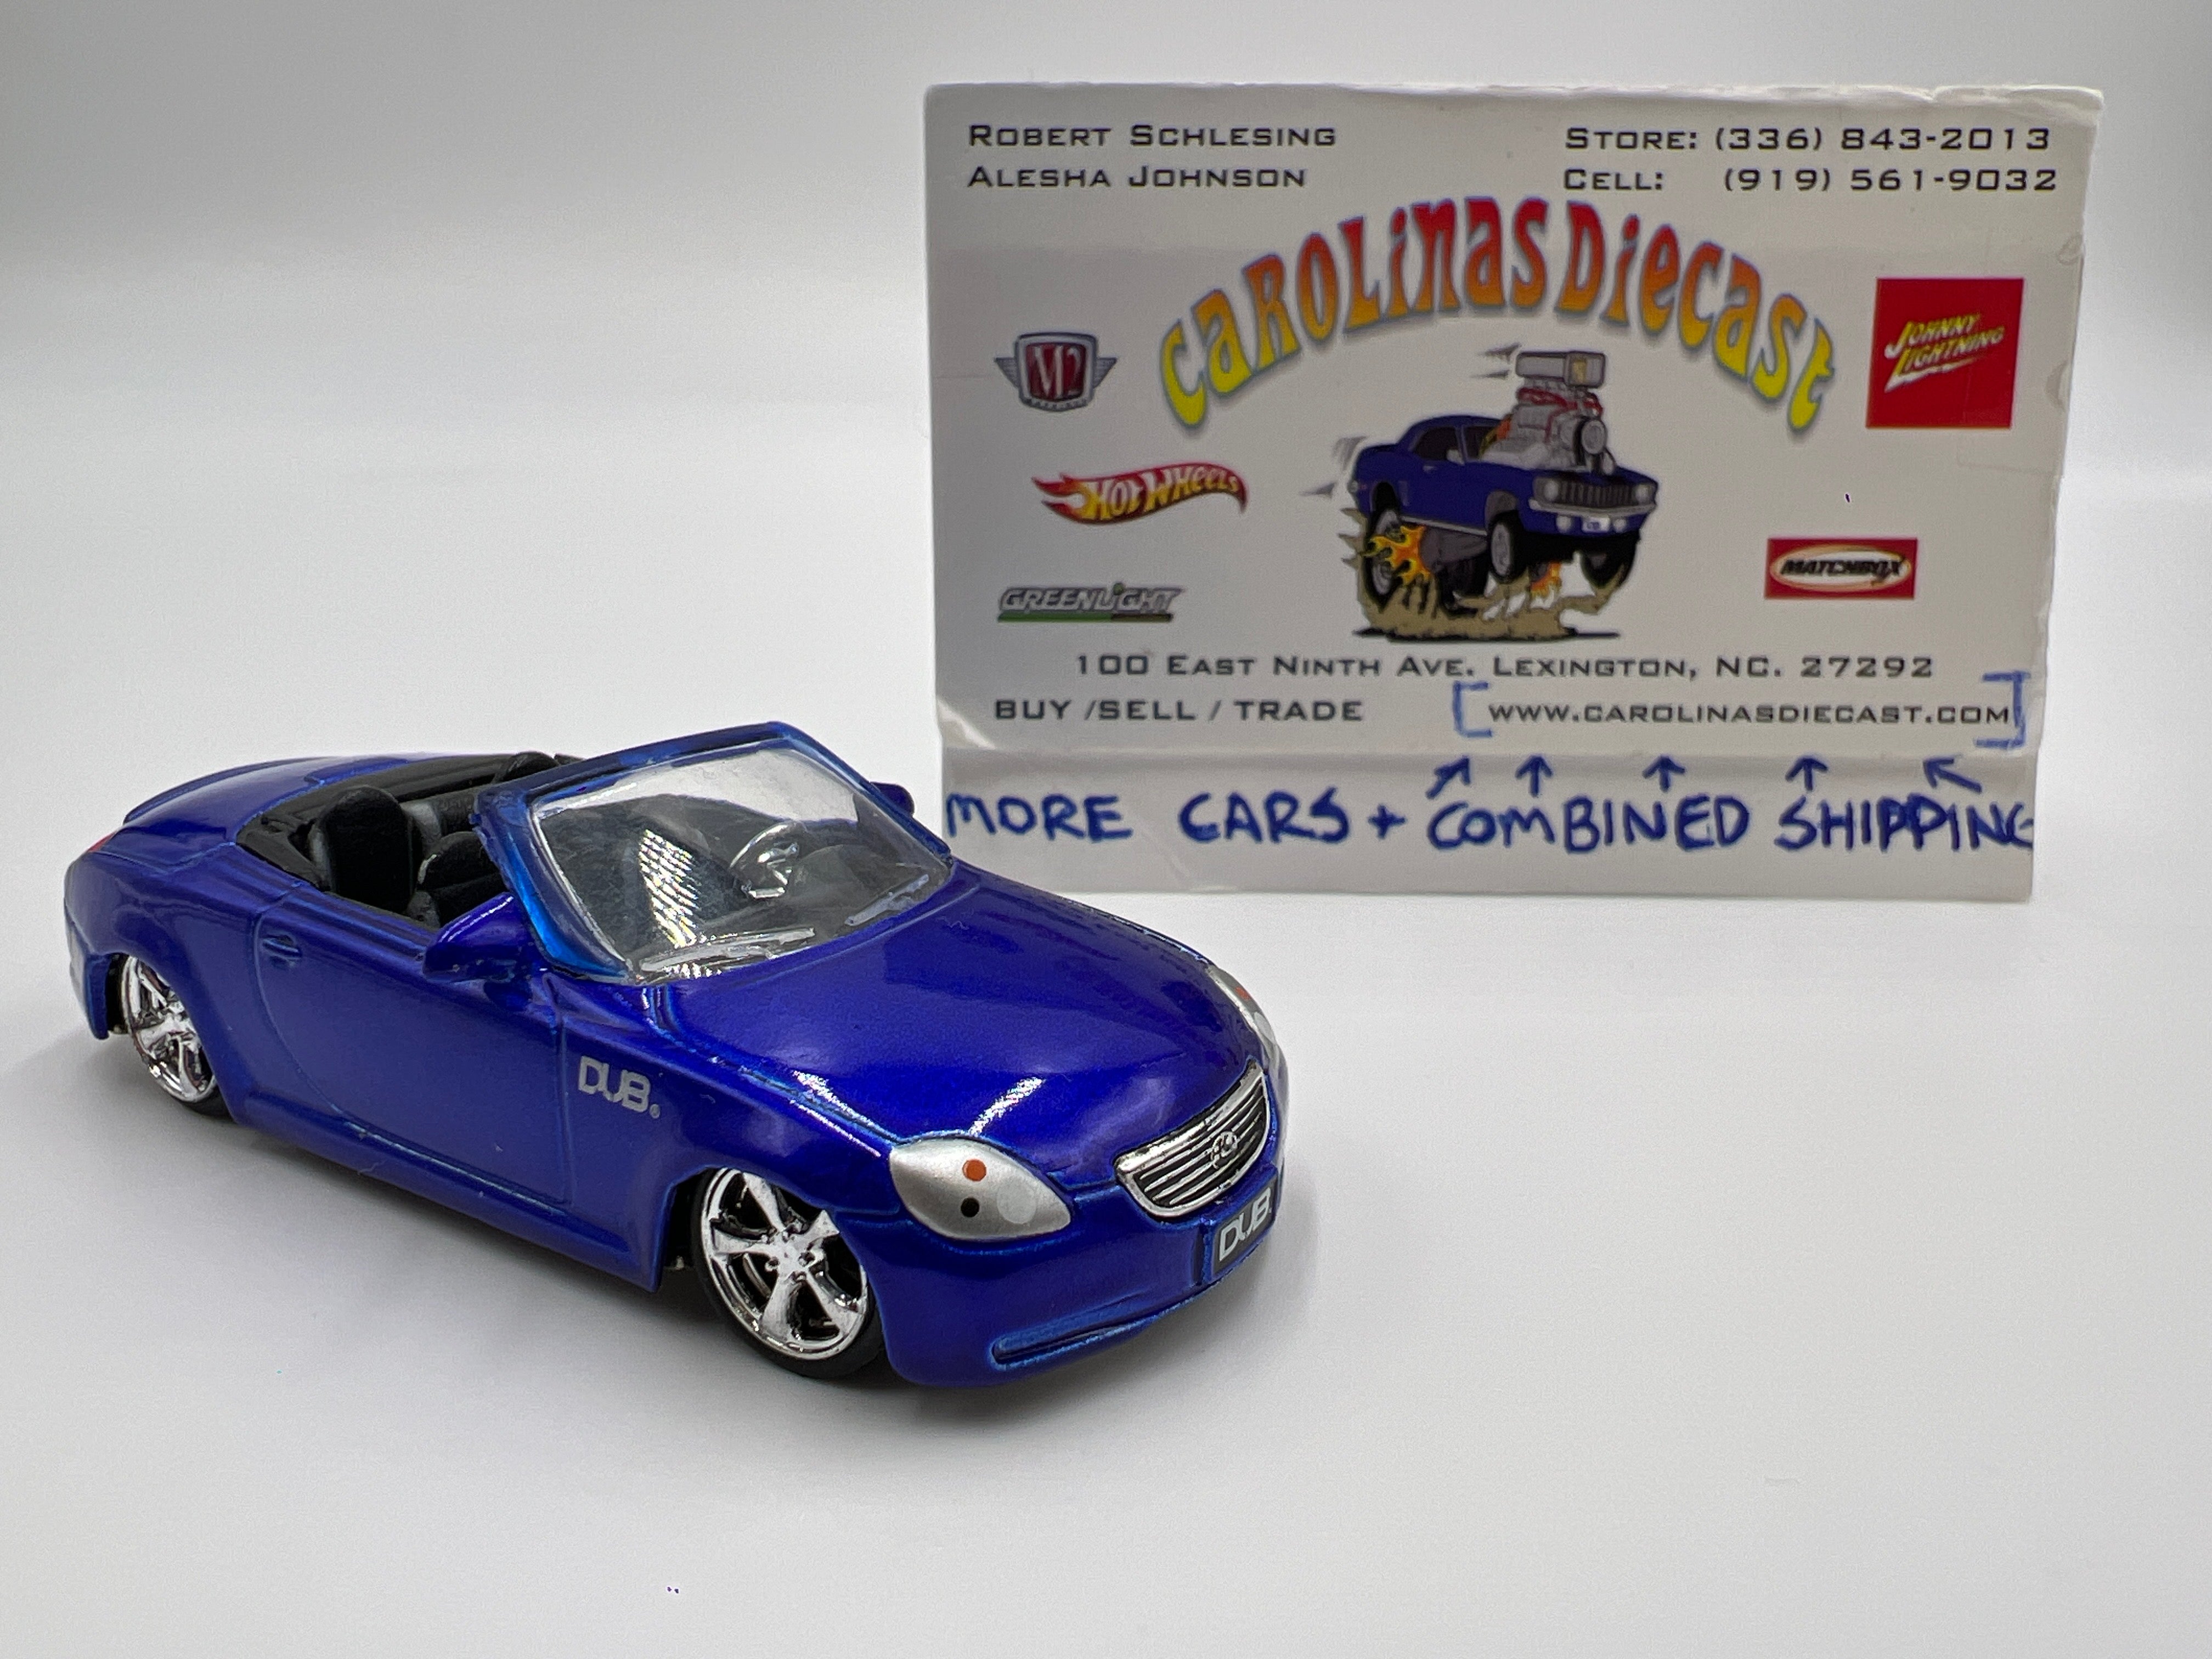 ROBERT SCHLESING
ALESHA JOHNSON
STORE: (336) 843-2013
CELL: (919) 561-9032
CAROLINAS DIECAST
M2
JOHNNY LIGHTNING
HOT WHEELS
MATCHBOX
GREENLIGHT
100 EAST NINTH AVE. LEXINGTON, NC. 27292
BUY /SELL / TRADE [WWW.CAROLINASDIECAST.COM]
MORE CARS + COMBINED SHIPPING
DUB®
DUB